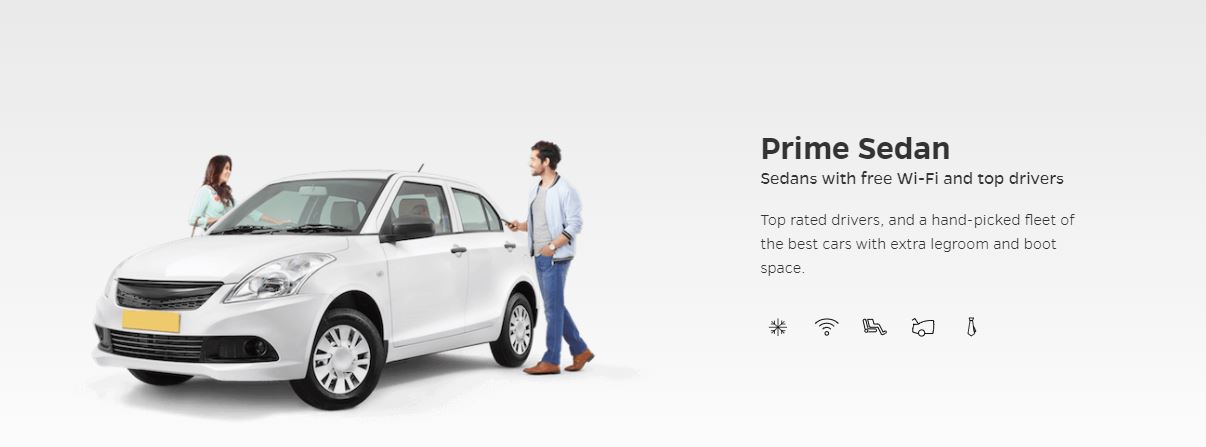 Prime Sedan
Sedans with free Wi-Fi and top drivers
Top rated drivers, and a hand-picked fleet of
the best cars with extra legroom and boot
space.